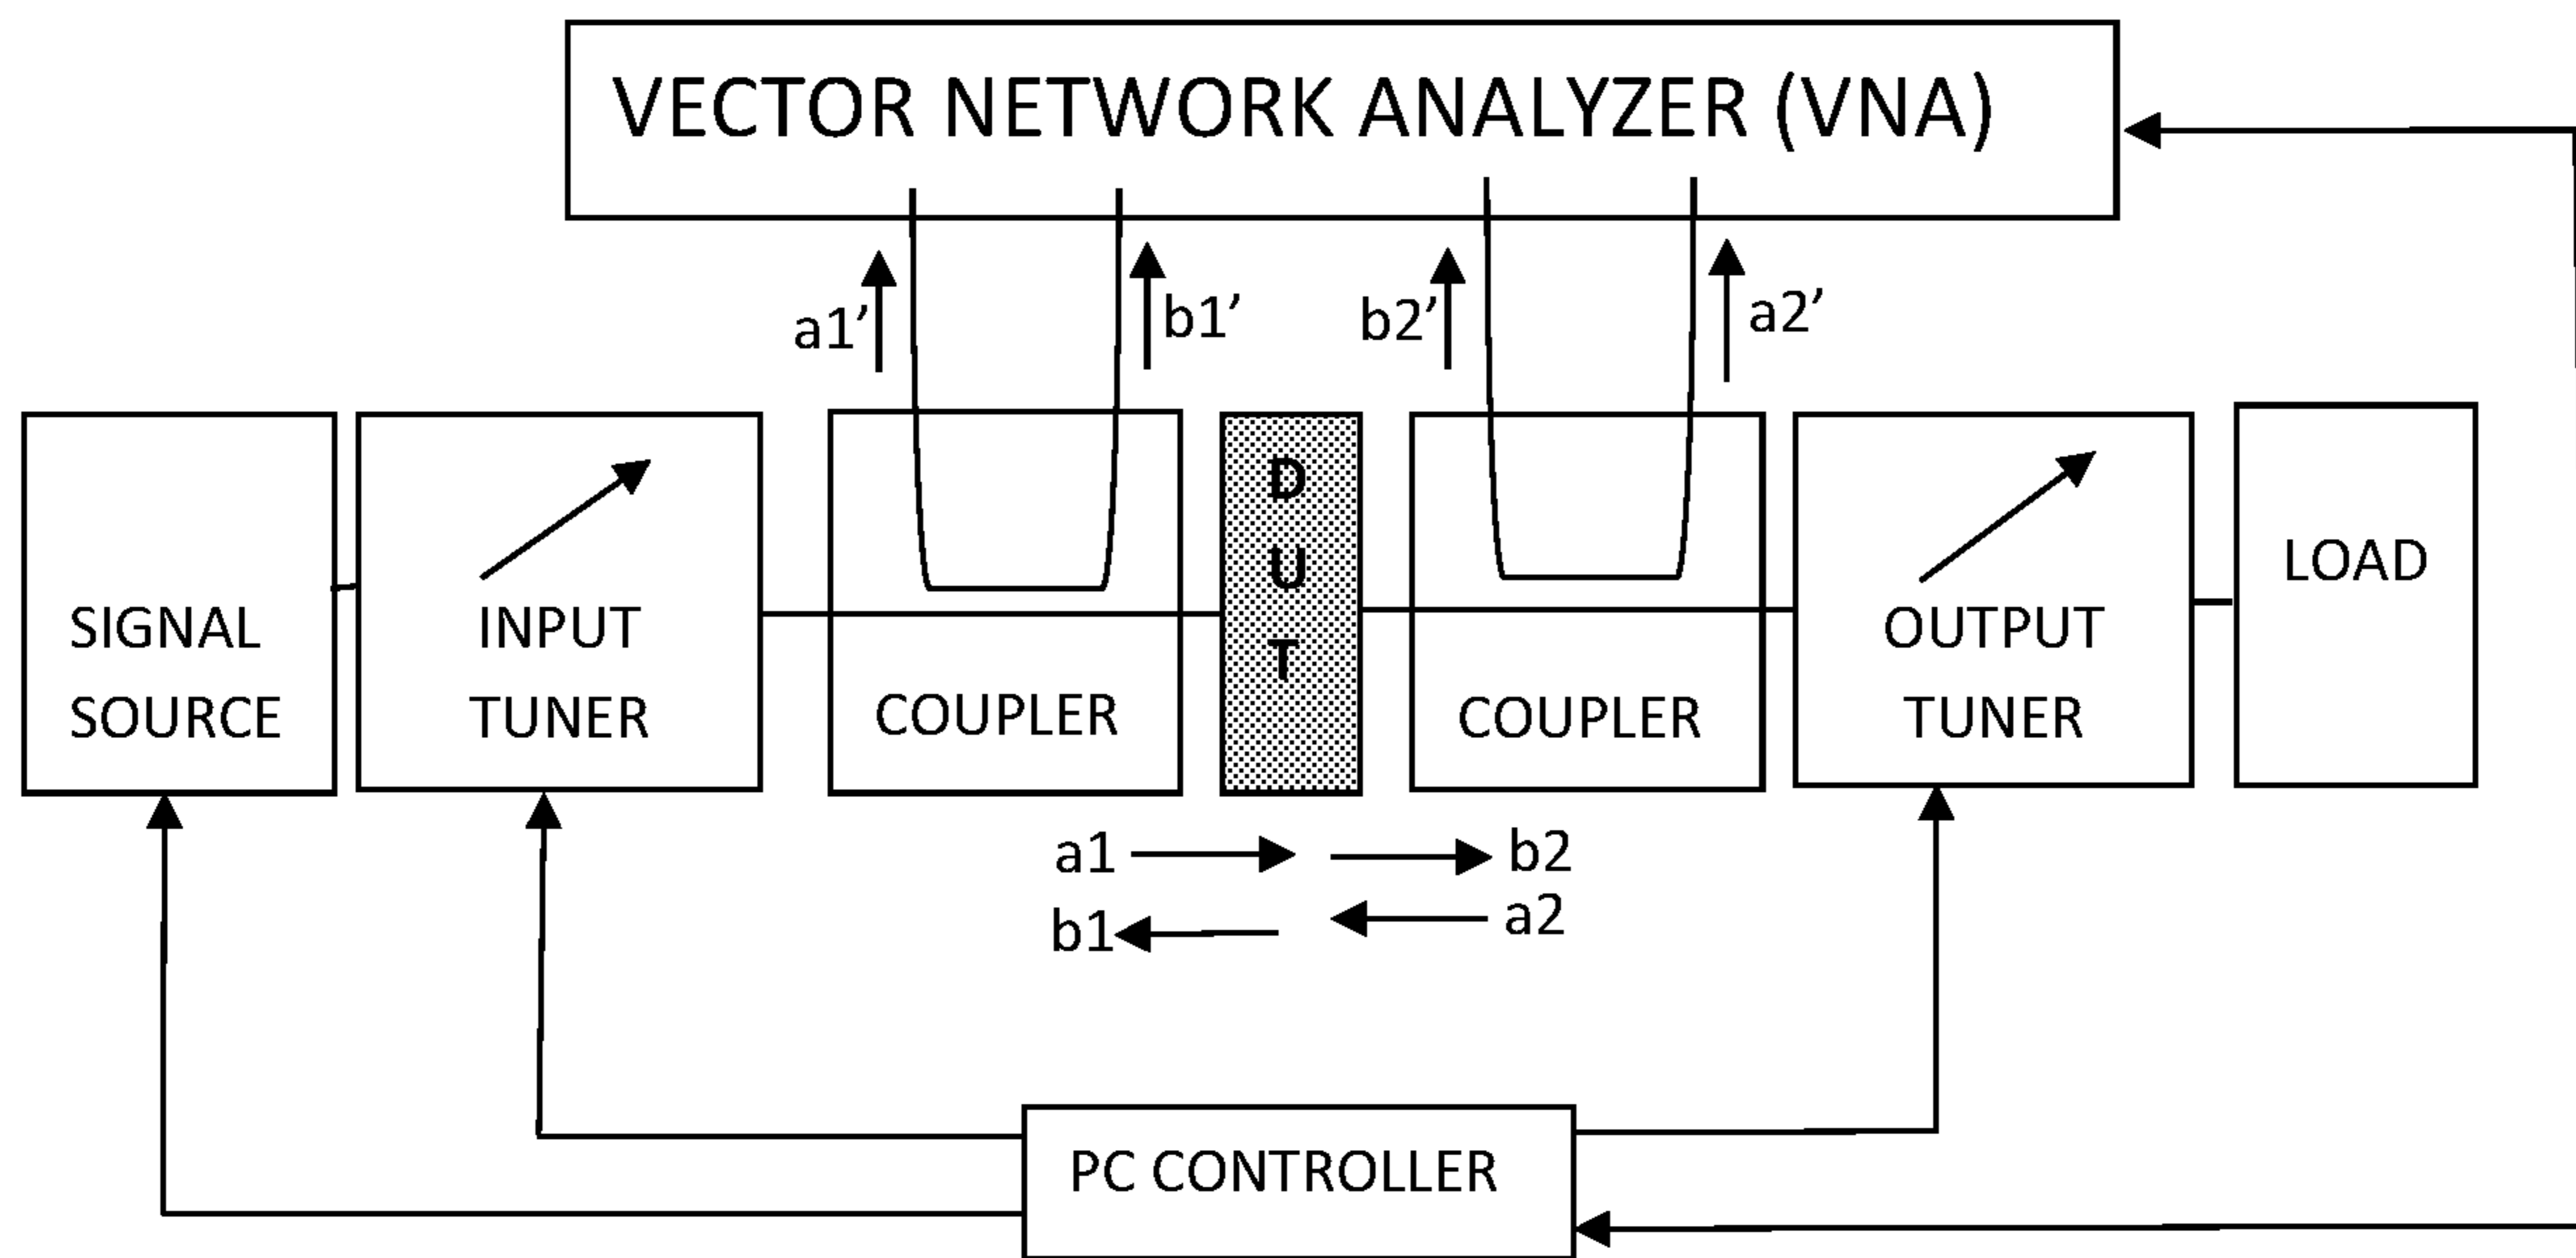 VECTOR NETWORK ANALYZER (VNA)
a1’
b1’
b2’
a2’
SIGNAL
SOURCE
INPUT
TUNER
COUPLER
D
U
T
COUPLER
OUTPUT
TUNER
LOAD
a1
b2
b1
a2
PC CONTROLLER